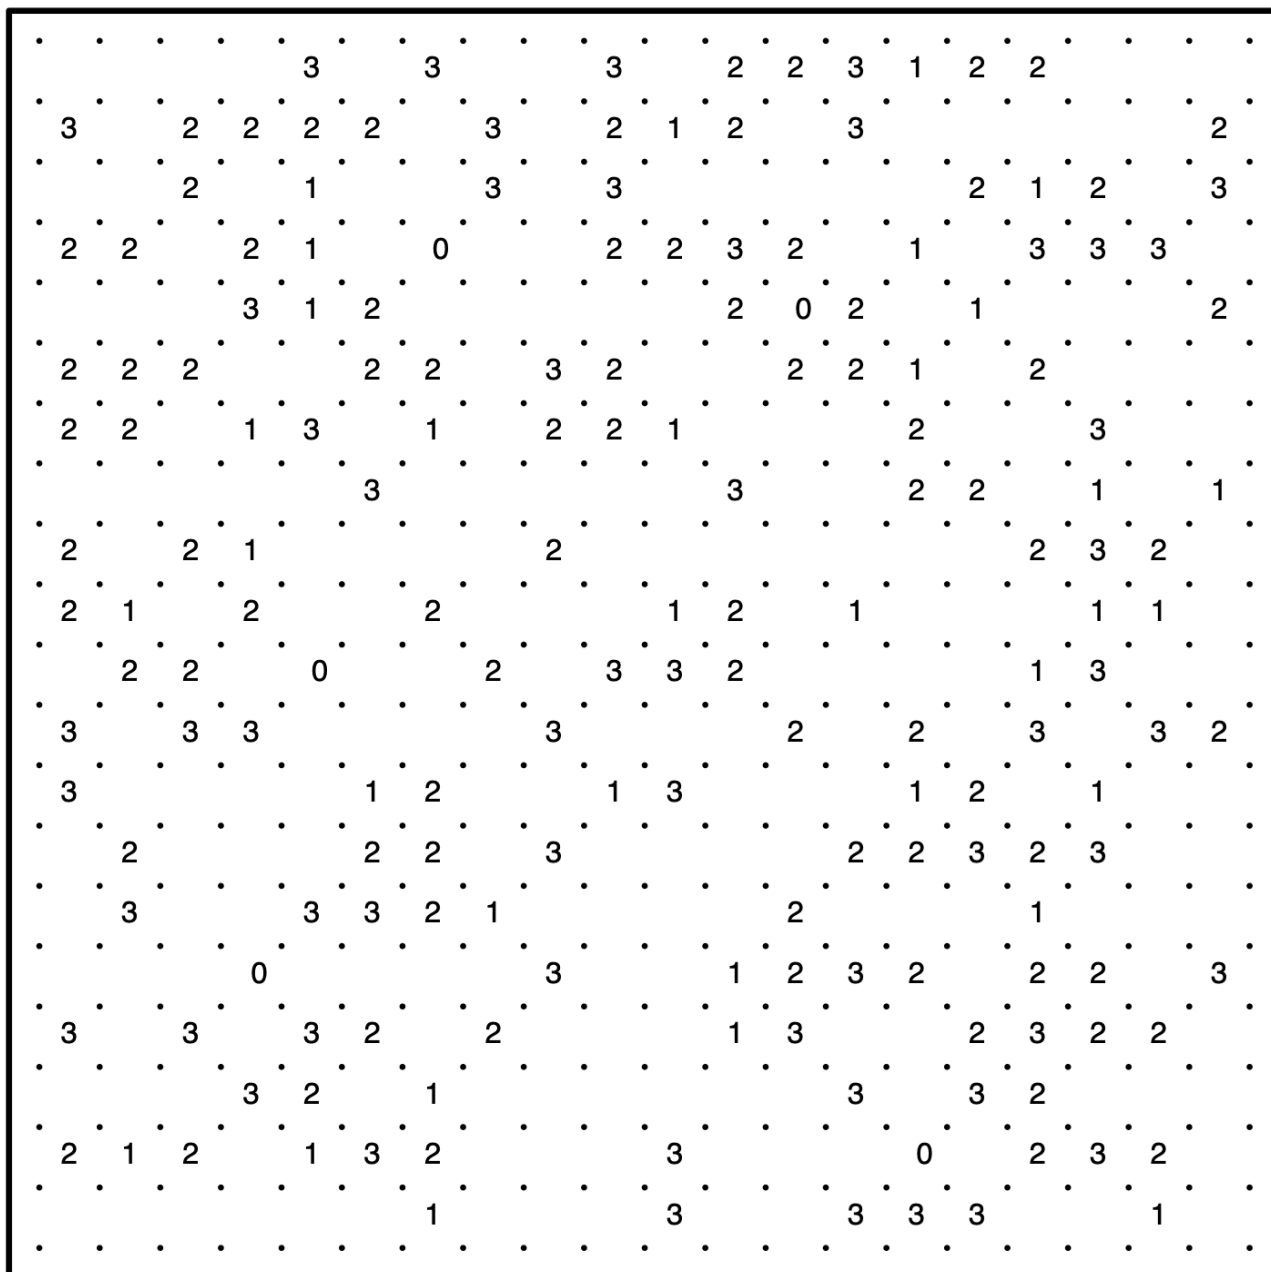 3 3 3 2 2 3 1 2 2
3 2 2 2 2 3 2 1 2 3 2
2 1 3 3 2 1 2 3
2 2 2 1 0 2 2 3 2 1 3 3 3
3 1 2 2 0 2 1 2
2 2 2 2 2 3 2 2 2 1 2
2 2 1 3 1 2 2 1 2 3
3 3 2 2 1 1
2 2 1 2 2 3 2
2 1 2 2 1 2 1 1 1
2 2 0 2 3 3 2 1 3
3 3 3 3 2 2 3 3 2
3 1 2 1 3 1 2 1
2 2 2 3 2 2 3 2 3
3 3 3 2 1 2 1
0 3 1 2 3 2 2 2 3
3 3 3 2 2 1 3 2 3 2 2
3 2 1 3 3 2
2 1 2 1 3 2 3 0 2 3 2
1 3 3 3 3 1